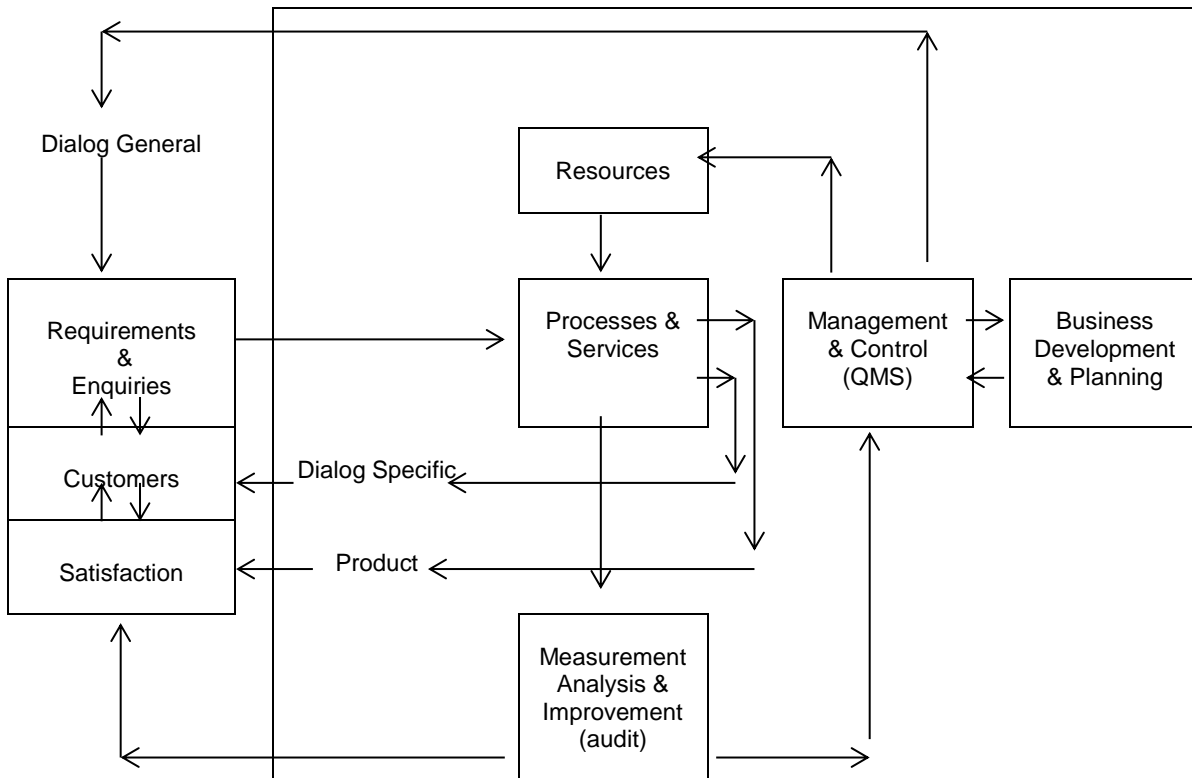 Dialog General
Resources
Requirements
&
Enquiries
Processes &
Services
Management
& Control
(QMS)
Business
Development
& Planning
Customers
Dialog Specific
Satisfaction
Product
Measurement
Analysis &
Improvement
(audit)